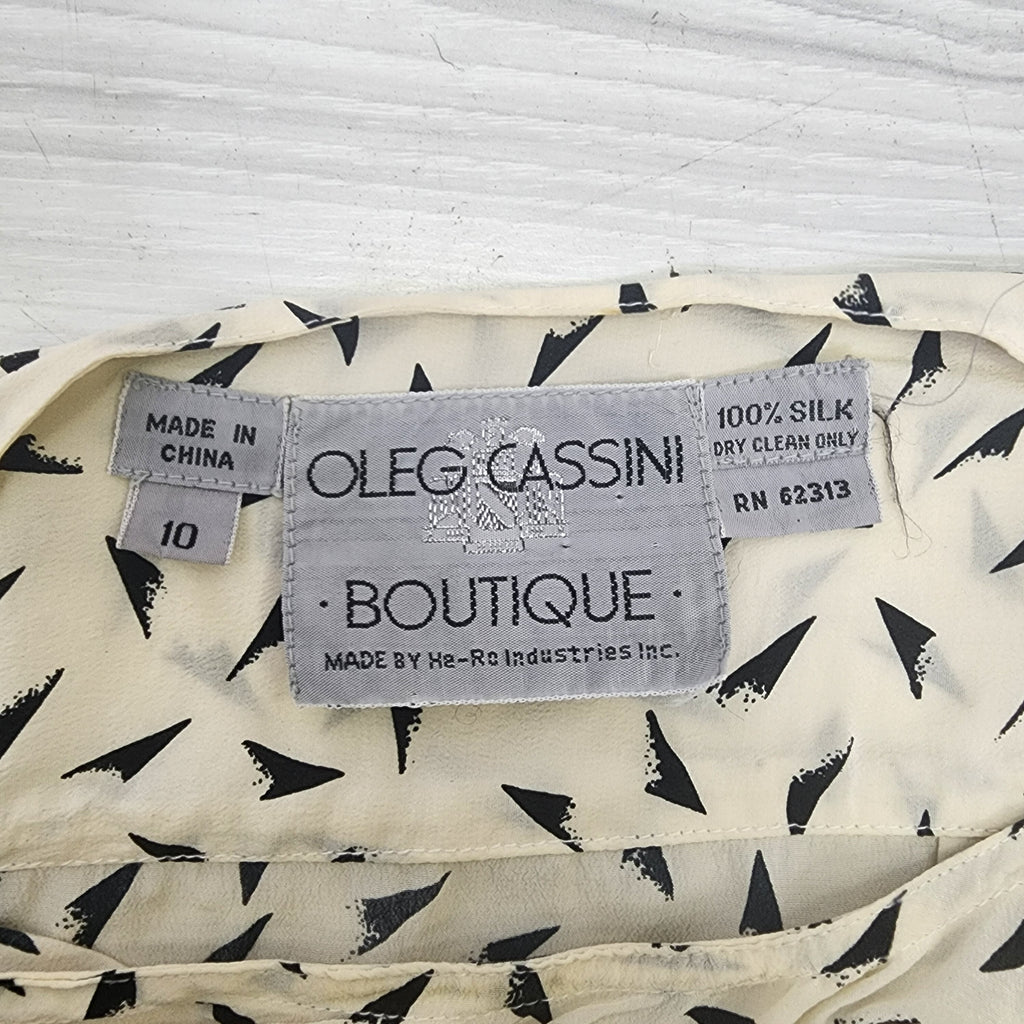 MADE IN
CHINA
10
OLEG CASSINI
• BOUTIQUE •
MADE BY He-Ro Industries Inc.
100% SILK
DRY CLEAN ONLY
RN 62313